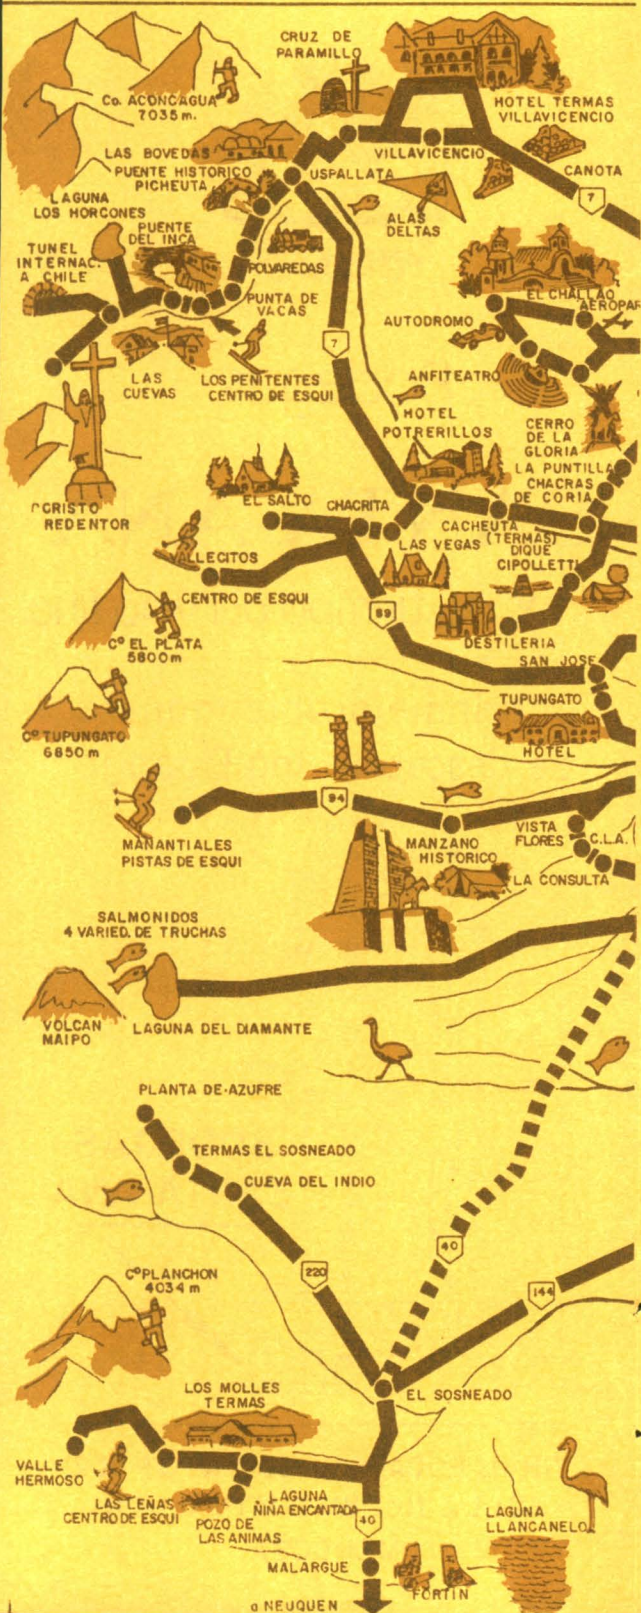 CRUZ DE
PARAMILLO
Co. ACONCAGUA
7035 m.
HOTEL TERMAS
VILLAVICENCIO
LAS BOVEDAS
VILLAVICENCIO
CANOTA
PUENTE HISTORICO
PICHEUTA
USPALLATA
7
ALAS
DELTAS
LAGUNA
LOS HORCONES
PUENTE
DEL INCA
TUNEL
INTERNAC.
A CHILE
POLVAREDAS
EL CHALLAO
AEROPAR
PUNTA DE
VACAS
AUTODROMO
7
LAS
CUEVAS
LOS PENITENTES
CENTRO DE ESQUI
ANFITEATRO
HOTEL
POTRERILLOS
CERRO
DE LA
GLORIA
LA PUNTILLA
CHACRAS
DE CORIA
CRISTO
REDENTOR
EL SALTO
CHACRITA
CACHEUTA
(TERMAS)
LAS VEGAS
DIQUE
CIPOLLETTI
VALLECITOS
CENTRO DE ESQUI
89
DESTILERIA
Cº EL PLATA
5800 m
SAN JOSE
TUPUNGATO
HOTEL
Cº TUPUNGATO
6850 m
94
MANANTIALES
PISTAS DE ESQUI
MANZANO
HISTORICO
VISTA
FLORES
C.L.A.
LA CONSULTA
SALMONIDOS
4 VARIED. DE TRUCHAS
VOLCAN
MAIPO
LAGUNA DEL DIAMANTE
PLANTA DE AZUFRE
TERMAS EL SOSNEADO
CUEVA DEL INDIO
40
220
144
Cº PLANCHON
4034 m
EL SOSNEADO
LOS MOLLES
TERMAS
VALLE
HERMOSO
LAS LEÑAS
CENTRO DE ESQUI
POZO DE
LAS ANIMAS
LAGUNA
ÑIÑA ENCANTADA
40
LAGUNA
LLANCANELO
MALARGUE
FORTIN
a NEUQUEN